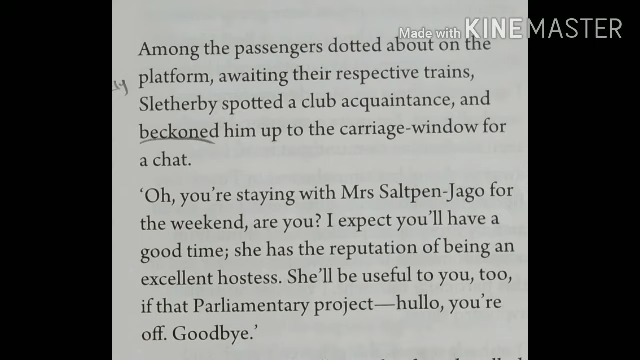 Made with KINEMASTER
Among the passengers dotted about on the
platform, awaiting their respective trains,
Sletherby spotted a club acquaintance, and
beckoned him up to the carriage-window for
a chat.
‘Oh, you’re staying with Mrs Saltpen-Jago for
the weekend, are you? I expect you’ll have a
good time; she has the reputation of being an
excellent hostess. She’ll be useful to you, too,
if that Parliamentary project—hullo, you’re
off. Goodbye.’